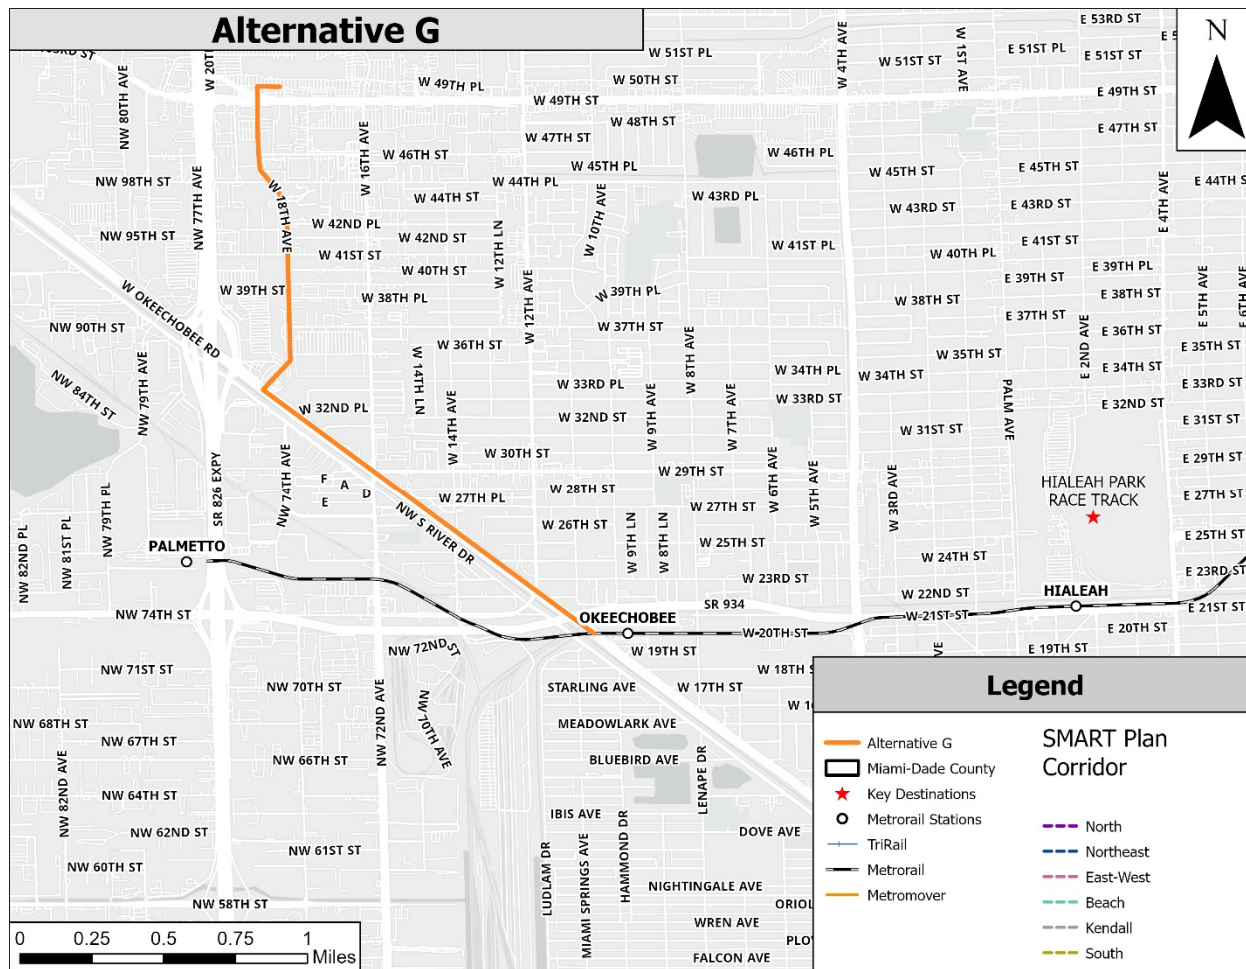 Alternative G
N
103RD ST
W 20TH
NW 80TH AVE
W 49TH PL
W 51ST PL
W 50TH ST
W 49TH ST
W 48TH ST
W 47TH ST
W 4TH AVE
W 51ST ST
W 1ST AVE
E 53RD ST
E 51ST PL
E 51ST ST
E 49TH ST
E 47TH ST
NW 98TH ST
NW 95TH ST
NW 77TH AVE
W 18TH AVE
W 16TH AVE
W 46TH ST
W 45TH PL
W 46TH PL
W 44TH PL
W 44TH ST
W 43RD PL
W 45TH ST
W 43RD ST
E 45TH ST
E 43RD ST
E 44TH S
E 4TH AVE
W 42ND PL
W 42ND ST
W 41ST ST
W 40TH ST
W 12TH LN
W 12TH AVE
W 10TH AVE
W 41ST PL
W 40TH PL
E 41ST ST
E 39TH ST
E 39TH PL
E 38TH ST
E 37TH ST
E 36TH ST
E 35TH ST
E 34TH ST
E 33RD ST
E 32ND ST
E 31ST ST
E 5TH AVE
E 6TH AVE
E 2ND AVE
W OKEECHOBEE RD
W 39TH ST
W 38TH PL
W 39TH PL
W 38TH ST
W 37TH ST
W 36TH ST
W 35TH ST
W 34TH PL
W 34TH ST
W 33RD PL
W 33RD ST
W 32ND PL
W 32ND ST
W 31ST ST
W 30TH ST
NW 90TH ST
NW 84TH ST
NW 79TH AVE
W 14TH LN
W 14TH AVE
W 9TH AVE
W 8TH AVE
W 7TH AVE
W 6TH AVE
W 5TH AVE
W 3RD AVE
PALM AVE
NW 74TH AVE
SR 826 EXPY
F
A
D
E
W 29TH ST
W 28TH ST
W 27TH PL
W 27TH ST
W 26TH ST
W 25TH ST
W 24TH ST
W 23RD ST
W 22ND ST
W 21ST ST
W 20TH ST
W 19TH ST
W 18TH ST
W 17TH ST
W 9TH LN
W 8TH LN
E 29TH ST
E 27TH ST
E 25TH ST
E 23RD ST
E 21ST ST
E 20TH ST
E 19TH ST
HIALEAH PARK
RACE TRACK
NW S RIVER DR
PALMETTO
OKEECHOBEE
HIALEAH
SR 934
NW 82ND PL
NW 81ST PL
NW 79TH PL
NW 74TH ST
NW 72ND ST
NW 71ST ST
NW 70TH ST
NW 70TH AVE
NW 72ND AVE
NW 68TH ST
NW 67TH ST
NW 66TH ST
NW 64TH ST
NW 62ND ST
NW 61ST ST
NW 60TH ST
NW 58TH ST
NW 82ND AVE
STARLING AVE
MEADOWLARK AVE
BLUEBIRD AVE
IBIS AVE
DOVE AVE
NIGHTINGALE AVE
WREN AVE
FALCON AVE
LUDLAM DR
MIAMI SPRINGS AVE
HAMMOND DR
LENAPE DR
0 0.25 0.5 0.75 1
Miles
Legend
Alternative G
Miami-Dade County
Key Destinations
Metrorail Stations
TriRail
Metrorail
Metromover
SMART Plan
Corridor
North
Northeast
East-West
Beach
Kendall
South